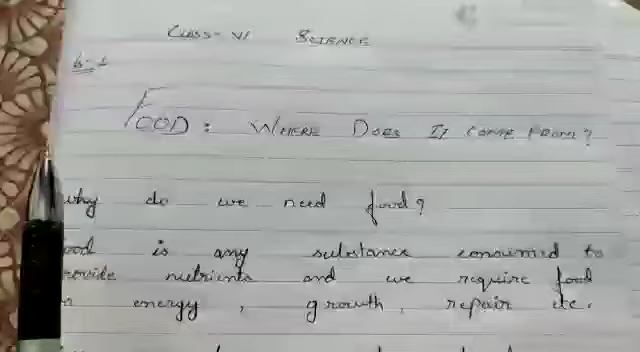 CLASS- VI SCIENCE
FOOD: WHERE DOES IT COME FROM?
why do we need food?
ood is any substance consumed to
rovide nutrients and we require food
energy, growth, repair etc.